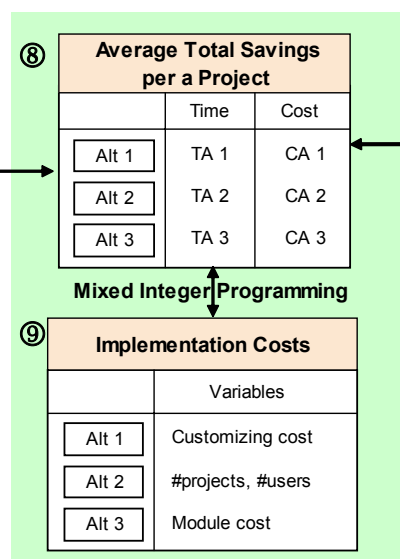 ⑧
Average Total Savings
per a Project
Time Cost
Alt 1 TA 1 CA 1
Alt 2 TA 2 CA 2
Alt 3 TA 3 CA 3
Mixed Integer Programming
⑨
Implementation Costs
Variables
Alt 1 Customizing cost
Alt 2 #projects, #users
Alt 3 Module cost